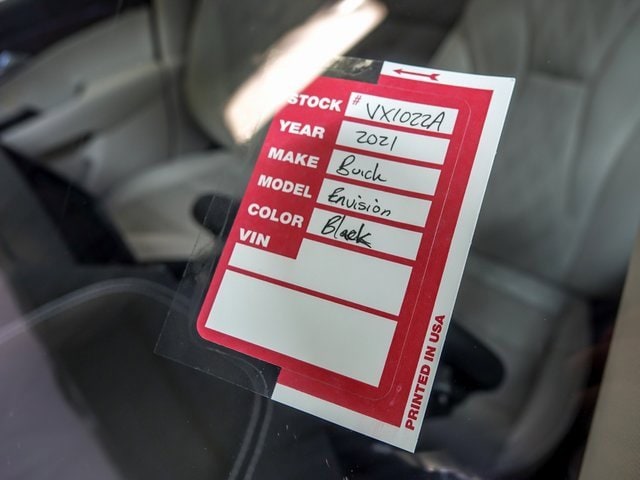 STOCK # VX1022A
YEAR 2021
MAKE Buick
MODEL Envision
COLOR Black
VIN
PRINTED IN USA